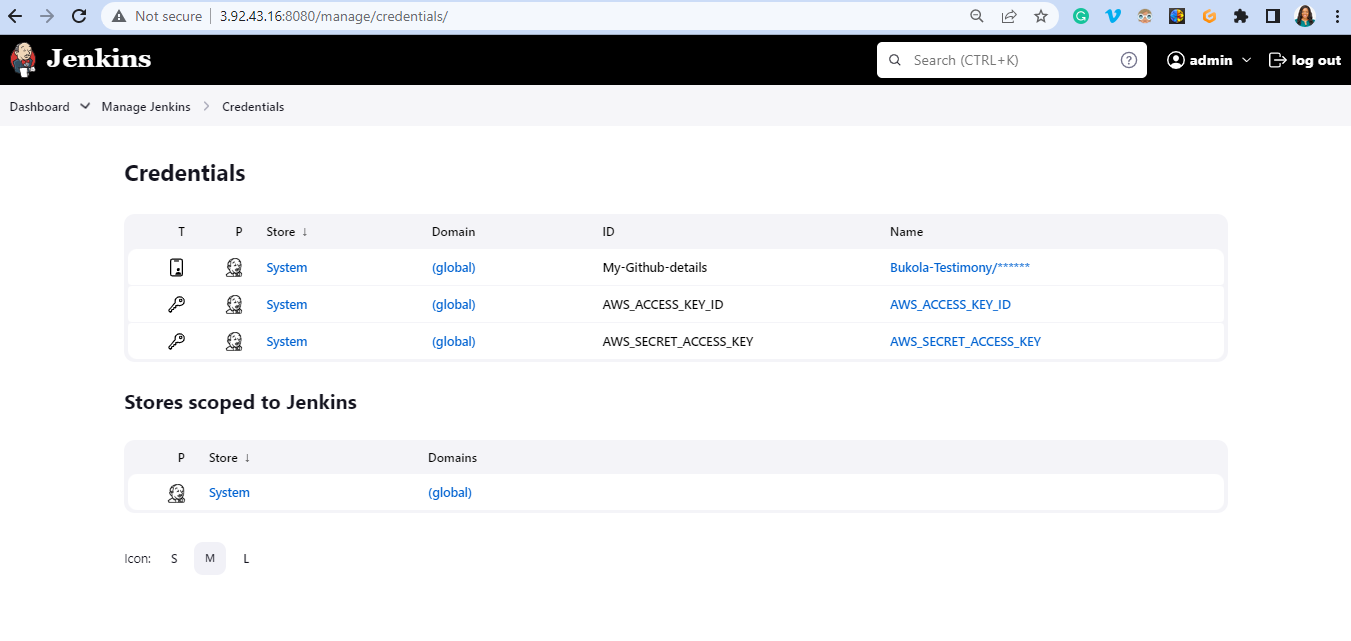 Not secure 3.92.43.16:8080/manage/credentials/
Jenkins Search (CTRL+K) ? admin log out
Dashboard Manage Jenkins Credentials
Credentials
T P Store ↓ Domain ID Name
System (global) My-Github-details Bukola-Testimony/******
System (global) AWS_ACCESS_KEY_ID AWS_ACCESS_KEY_ID
System (global) AWS_SECRET_ACCESS_KEY AWS_SECRET_ACCESS_KEY
Stores scoped to Jenkins
P Store ↓ Domains
System (global)
Icon: S M L